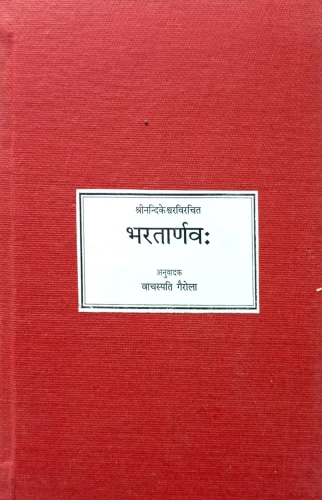 श्रीनन्दिकेश्वरविरचित
भरतार्णवः
अनुवादक
वाचस्पति गैरोला